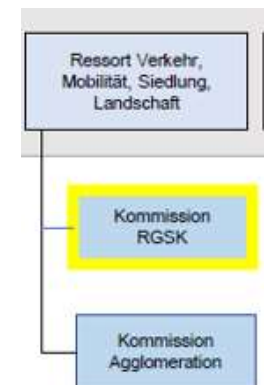 Ressort Verkehr,
Mobilität, Siedlung,
Landschaft
Kommission
RGSK
Kommission
Agglomeration